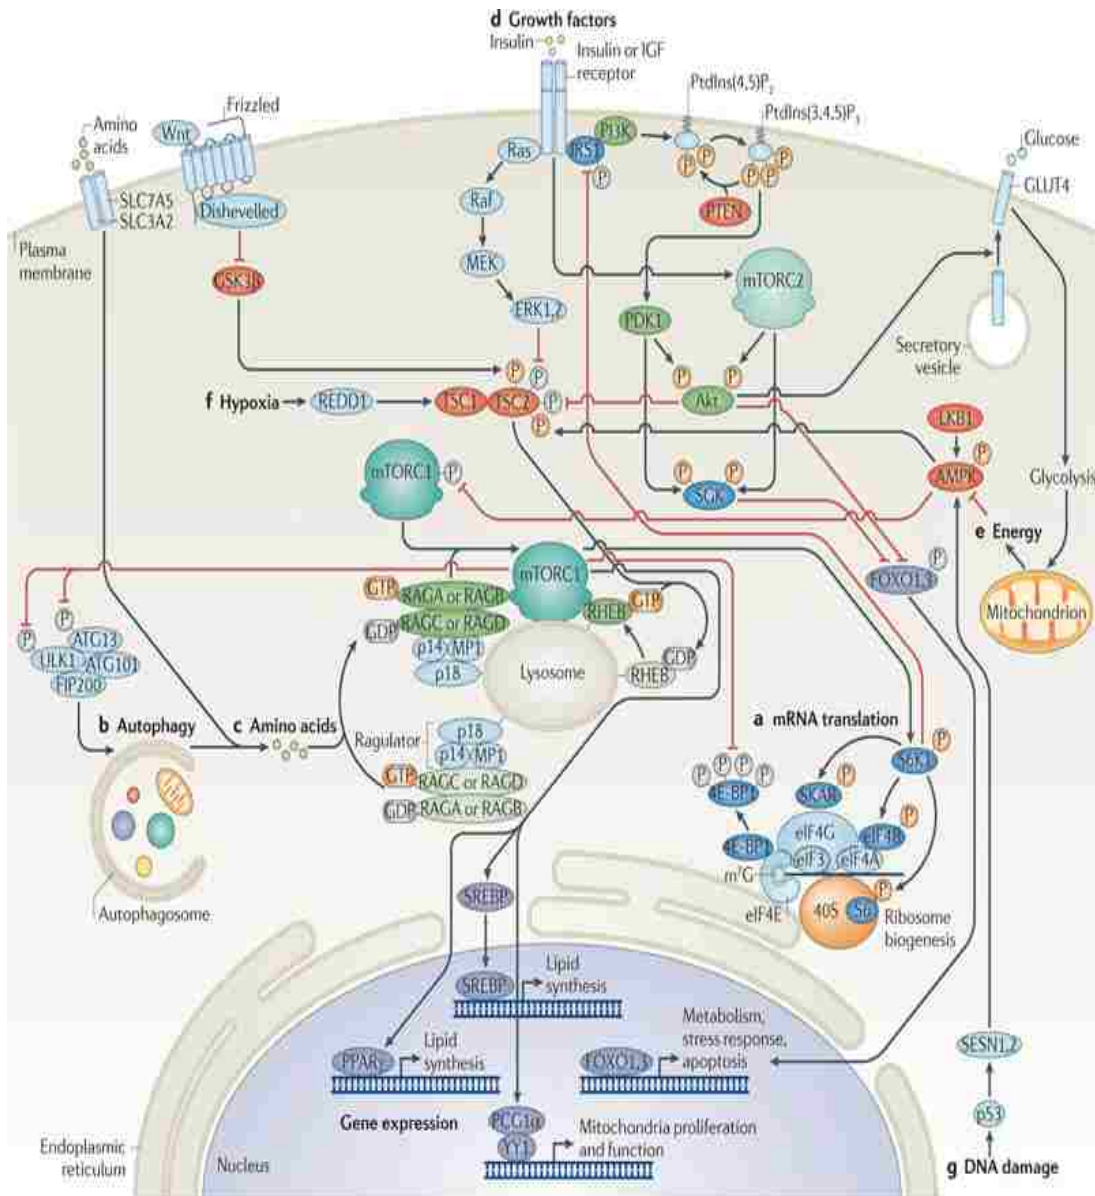 d Growth factors
Insulin
Insulin or IGF
receptor
PtdIns(4,5)P2
PtdIns(3,4,5)P3
Frizzled
Wnt
Amino
acids
Glucose
GLUT4
PI3K
IRS1
P
Ras
P
P
P
P
P
PTEN
SLC7A5
SLC3A2
Dishevelled
Raf
Plasma
membrane
MEK
GSK3β
mTORC2
ERK1,2
PDK1
Secretory
vesicle
P
P
P
P
f Hypoxia
REDD1
TSC1
TSC2
P
Akt
P
LKB1
P
mTORC1
P
P
P
SGK
AMPK
Glycolysis
e Energy
P
FOXO1,3
Mitochondrion
mTORC1
GTP
RAGA or RAGB
RHEB
GTP
GDP
RAGC or RAGD
P
P
ATG13
ULK1
ATG101
FIP200
p14
MP1
p18
Lysosome
GDP
RHEB
b Autophagy
c Amino acids
a mRNA translation
Ragulator
p18
p14
MP1
GTP
RAGC or RAGD
GDP
RAGA or RAGB
P
S6K1
P
P
P
P
4E-BP1
P
SKAR
P
eIF4G
eIF4B
4E-BP1
eIF3
eIF4A
m7G
eIF4E
P
40S
S6
Ribosome
biogenesis
Autophagosome
SREBP
SREBP
Lipid
synthesis
PPARγ
Lipid
synthesis
FOXO1,3
Metabolism,
stress response,
apoptosis
SESN1,2
p53
g DNA damage
Gene expression
PCG1α
YY1
Mitochondria proliferation
and function
Endoplasmic
reticulum
Nucleus